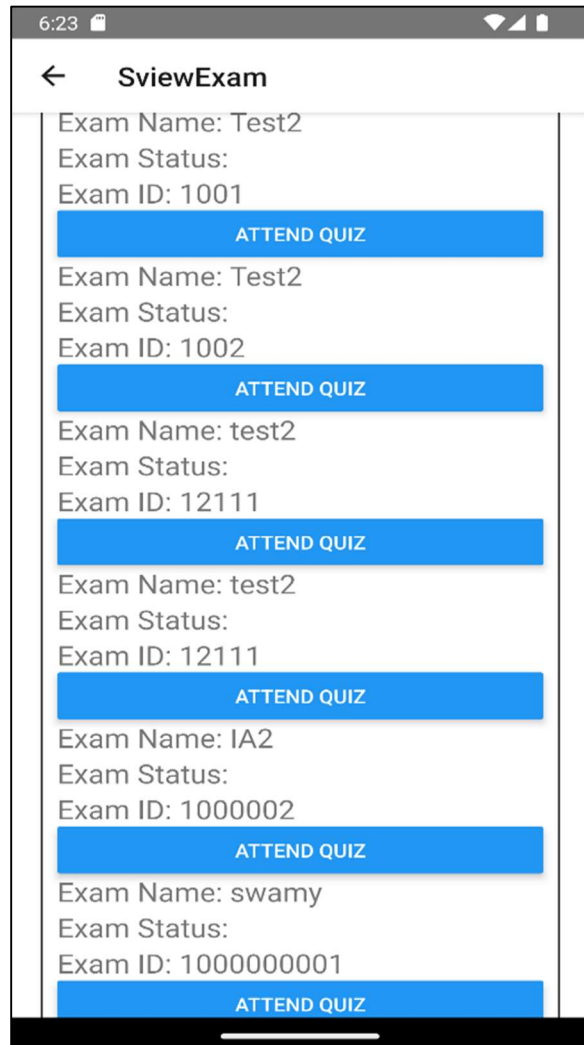 6:23
SviewExam
Exam Name: Test2
Exam Status:
Exam ID: 1001
ATTEND QUIZ
Exam Name: Test2
Exam Status:
Exam ID: 1002
ATTEND QUIZ
Exam Name: test2
Exam Status:
Exam ID: 12111
ATTEND QUIZ
Exam Name: test2
Exam Status:
Exam ID: 12111
ATTEND QUIZ
Exam Name: IA2
Exam Status:
Exam ID: 1000002
ATTEND QUIZ
Exam Name: swamy
Exam Status:
Exam ID: 1000000001
ATTEND QUIZ